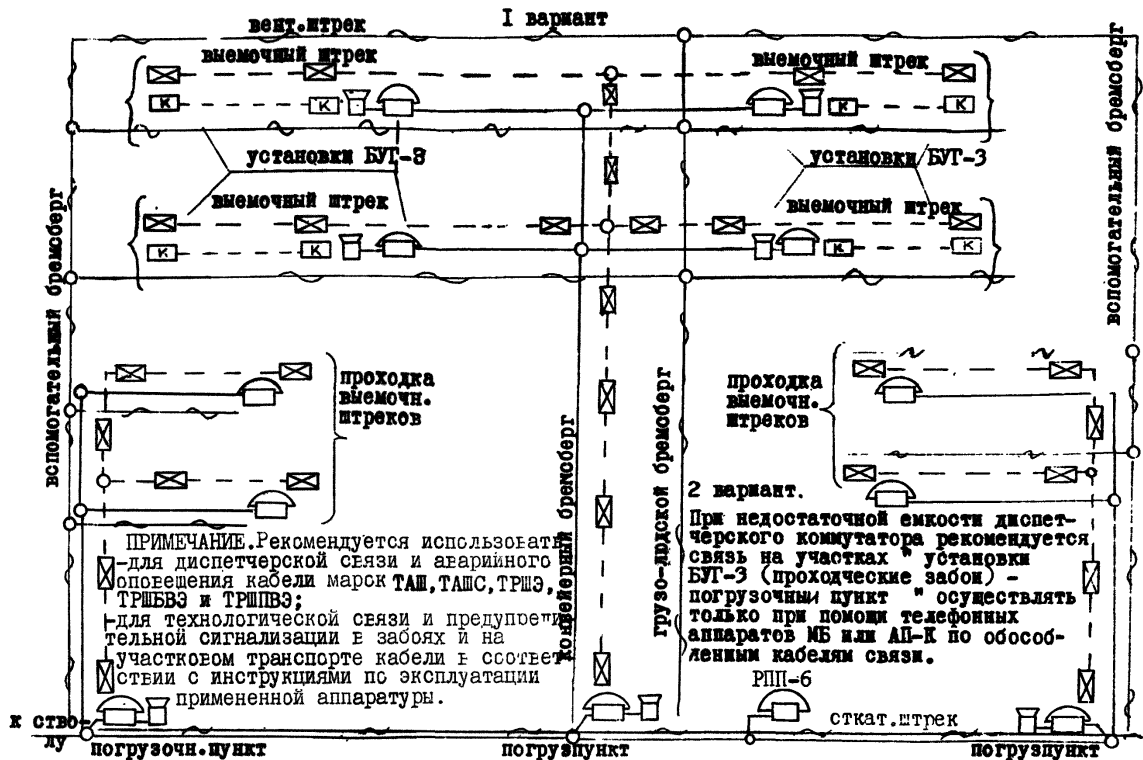 I вариант
вент.штрек
выемочный штрек
выемочный штрек
К
К
К
К
установки БУГ-3
установки БУГ-3
выемочный штрек
выемочный штрек
К
К
К
К
вспомогательный бремсберг
вспомогательный бремсберг
проходка
выемочн.
штреков
проходка
выемочн.
штреков
конвейерный бремсберг
грузо-людской бремсберг
ПРИМЕЧАНИЕ.Рекомендуется использовать
-для диспетчерской связи и аварийного
оповещения кабели марок ТАШ,ТАШС,ТРШЭ,
ТРШБВЭ и ТРШПВЭ;
-для технологической связи и предупреди-
тельной сигнализации в забоях и на
участковом транспорте кабели в соответ-
ствии с инструкциями по эксплуатации
примененной аппаратуры.
2 вариант.
При недостаточной емкости диспет-
черского коммутатора рекомендуется
связь на участках " установки
БУГ-3 (проходческие забои) -
погрузочный пункт " осуществлять
только при помощи телефонных
аппаратов МБ или АП-К по обособ-
ленным кабелям связи.
РПП-6
сткат.штрек
к ство-
лу
погрузочн.пункт
погрузпункт
погрузпункт